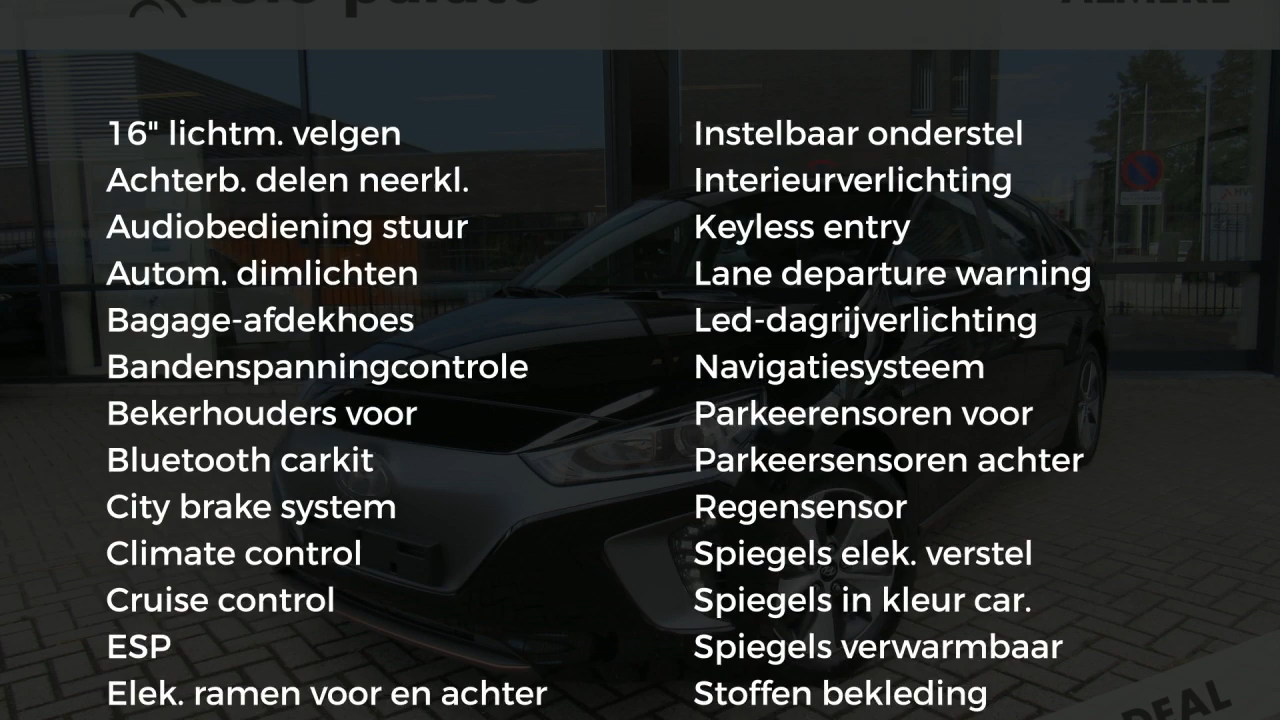 ALMERE
16" lichtm. velgen
Achterb. delen neerkl.
Audiobediening stuur
Autom. dimlichten
Bagage-afdekhoes
Bandenspanningcontrole
Bekerhouders voor
Bluetooth carkit
City brake system
Climate control
Cruise control
ESP
Elek. ramen voor en achter
Instelbaar onderstel
Interieurverlichting
Keyless entry
Lane departure warning
Led-dagrijverlichting
Navigatiesysteem
Parkeerensoren voor
Parkeersensoren achter
Regensensor
Spiegels elek. verstel
Spiegels in kleur car.
Spiegels verwarmbaar
Stoffen bekleding
DEAL